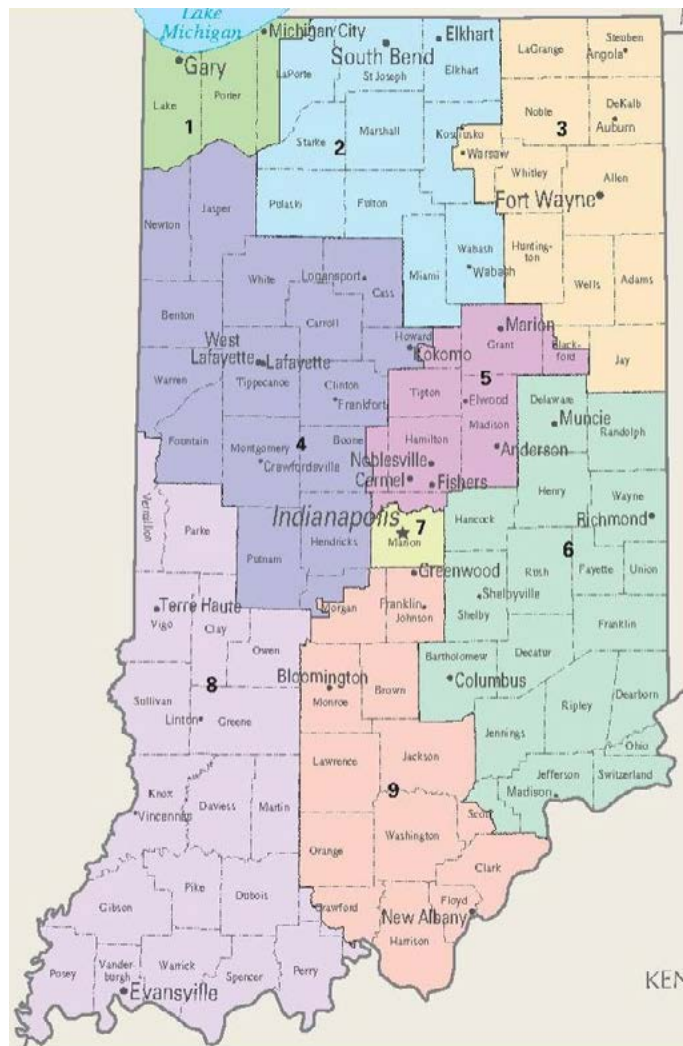 Lake
Michigan
Michigan City
Gary
South Bend
Elkhart
LaPorte
St Joseph
Elkhart
LaGrange
Steuben
Angola
Lake
Porter
1
Starke
2
Marshall
Kosciusko
Warsaw
Noble
3
DeKalb
Auburn
Whitley
Allen
Fort Wayne
Newton
Jasper
Pulaski
Fulton
Miami
Wabash
Wabash
Hunting-
ton
Wells
Adams
White
Logansport
Cass
Benton
Carroll
Howard
Kokomo
Marion
Grant
Black-
ford
Jay
West
Lafayette
Lafayette
Warren
Tippecanoe
Clinton
Frankfort
Tipton
5
Elwood
Madison
Delaware
Muncie
Randolph
Fountain
Montgomery
4
Crawfordsville
Boone
Hamilton
Noblesville
Anderson
Carmel
Fishers
Henry
Wayne
Richmond
Vermillion
Parke
Putnam
Indianapolis
Hendricks
7
Marion
Hancock
6
Rush
Fayette
Union
Greenwood
Shelbyville
Shelby
Terre Haute
Vigo
Clay
Owen
Morgan
Franklin
Johnson
Franklin
8
Bloomington
Monroe
Brown
Bartholomew
Columbus
Decatur
Ripley
Dearborn
Sullivan
Linton
Greene
Jennings
Ohio
Lawrence
Jackson
Jefferson
Madison
Switzerland
Knox
Vincennes
Daviess
Martin
9
Scott
Orange
Washington
Clark
Gibson
Pike
Dubois
Crawford
Floyd
New Albany
Harrison
Posey
Vander-
burgh
Warrick
Spencer
Perry
Evansville
KEN